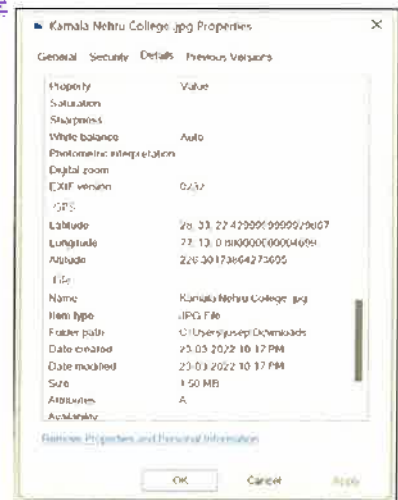 Kamala Nehru College .jpg Properties
General Security Details Previous Versions
Property Value
Saturation
Sharpness
White balance Auto
Photometric interpretation
Digital zoom
EXIF version 0232
GPS
Latitude
Longitude
Altitude
File
Name Kamala Nehru College .jpg
Item type JPG File
Folder path
Date created 23-03-2022 10:17 PM
Date modified 23-03-2022 10:17 PM
Size 1.50 MB
Attributes A
Availability
Remove Properties and Personal Information
OK Cancel Apply